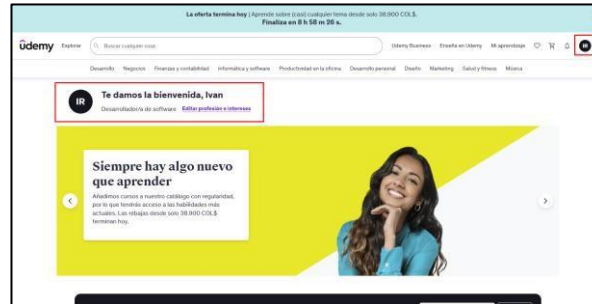 La oferta termina hoy | Aprende sobre (casi) cualquier tema desde solo 38.900 COL$.
Finaliza en 8 h 58 m 26 s.
ûdemy Explorar Buscar cualquier cosa Udemy Business Enseña en Udemy Mi aprendizaje IR
Desarrollo Negocios Finanzas y contabilidad Informática y software Productividad en la oficina Desarrollo personal Diseño Marketing Salud y fitness Música
IR
Te damos la bienvenida, Ivan
Desarrollador/a de software Editar profesión e intereses
Siempre hay algo nuevo
que aprender
Añadimos cursos a nuestro catálogo con regularidad,
por lo que tendrás acceso a las habilidades más
actuales. Las rebajas desde solo 38.900 COL$
terminan hoy.